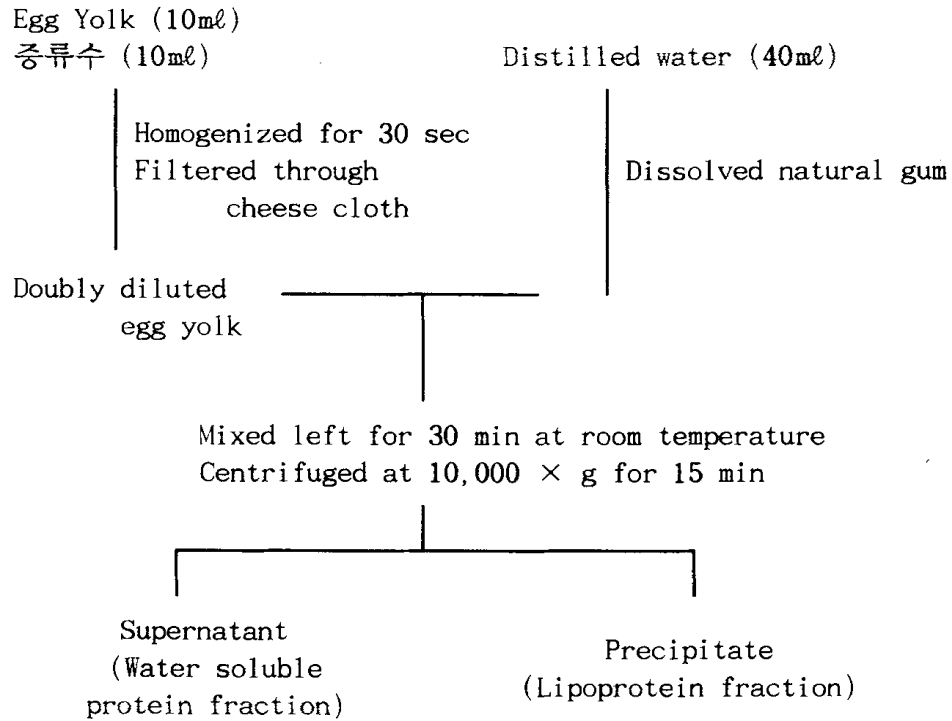 Egg Yolk (10mℓ)
증류수 (10mℓ)
Distilled water (40mℓ)
Homogenized for 30 sec
Filtered through
cheese cloth
Dissolved natural gum
Doubly diluted
egg yolk
Mixed left for 30 min at room temperature
Centrifuged at 10,000 × g for 15 min
Supernatant
(Water soluble
protein fraction)
Precipitate
(Lipoprotein fraction)